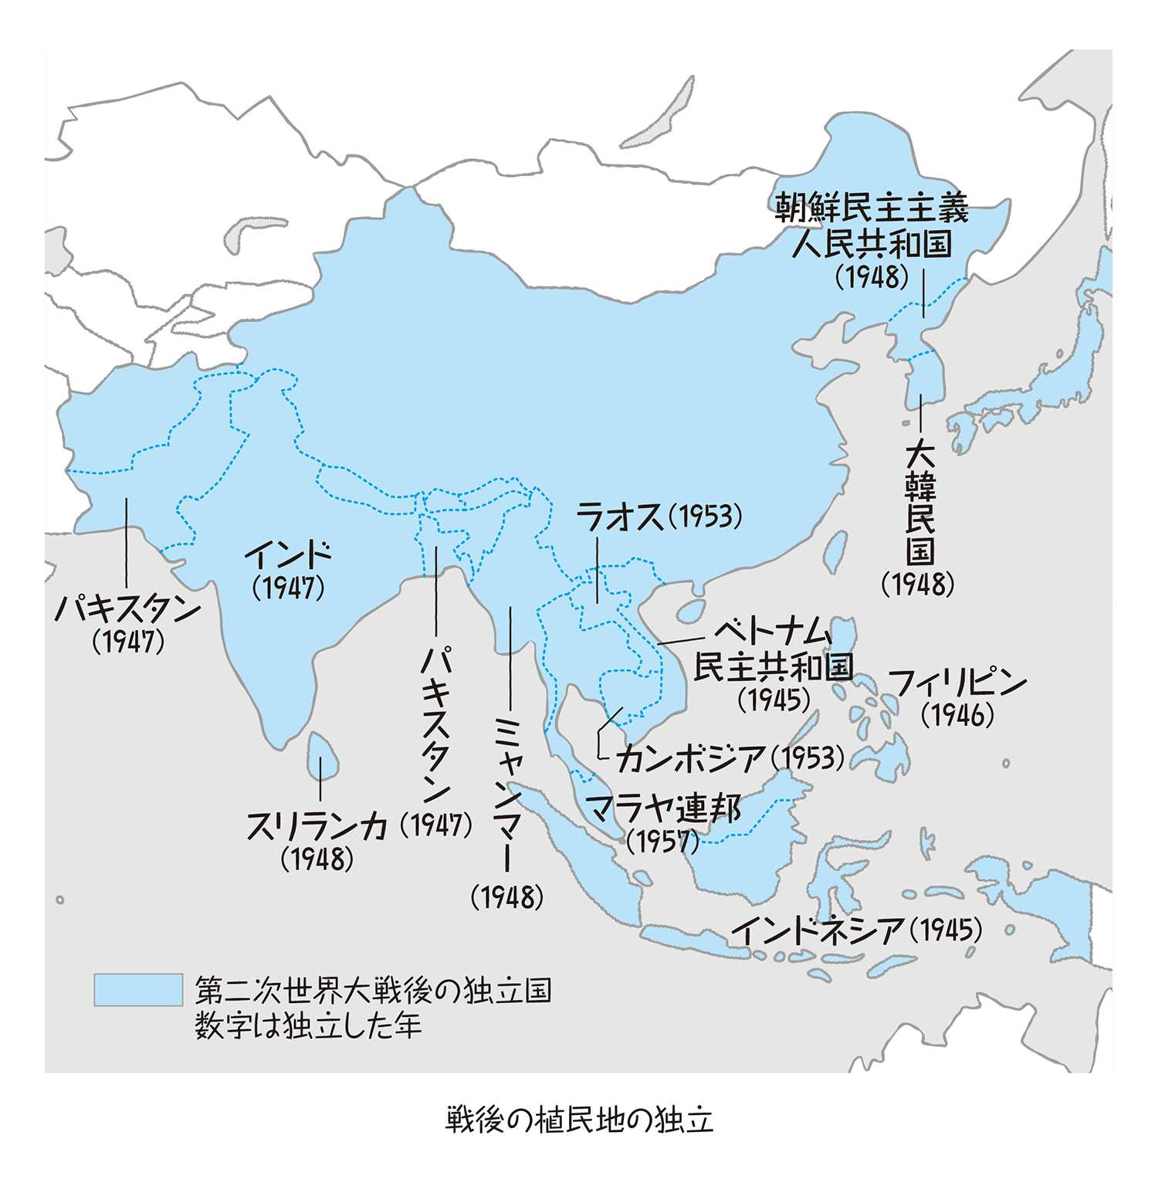 朝鮮民主主義
人民共和国
(1948)
大韓民国
(1948)
ラオス(1953)
インド
(1947)
パキスタン
(1947)
パキスタン
(1947)
ミャンマー
(1948)
ベトナム
民主共和国
(1945)
フィリピン
(1946)
カンボジア(1953)
マラヤ連邦
(1957)
スリランカ
(1948)
インドネシア(1945)
第二次世界大戦後の独立国
数字は独立した年
戦後の植民地の独立